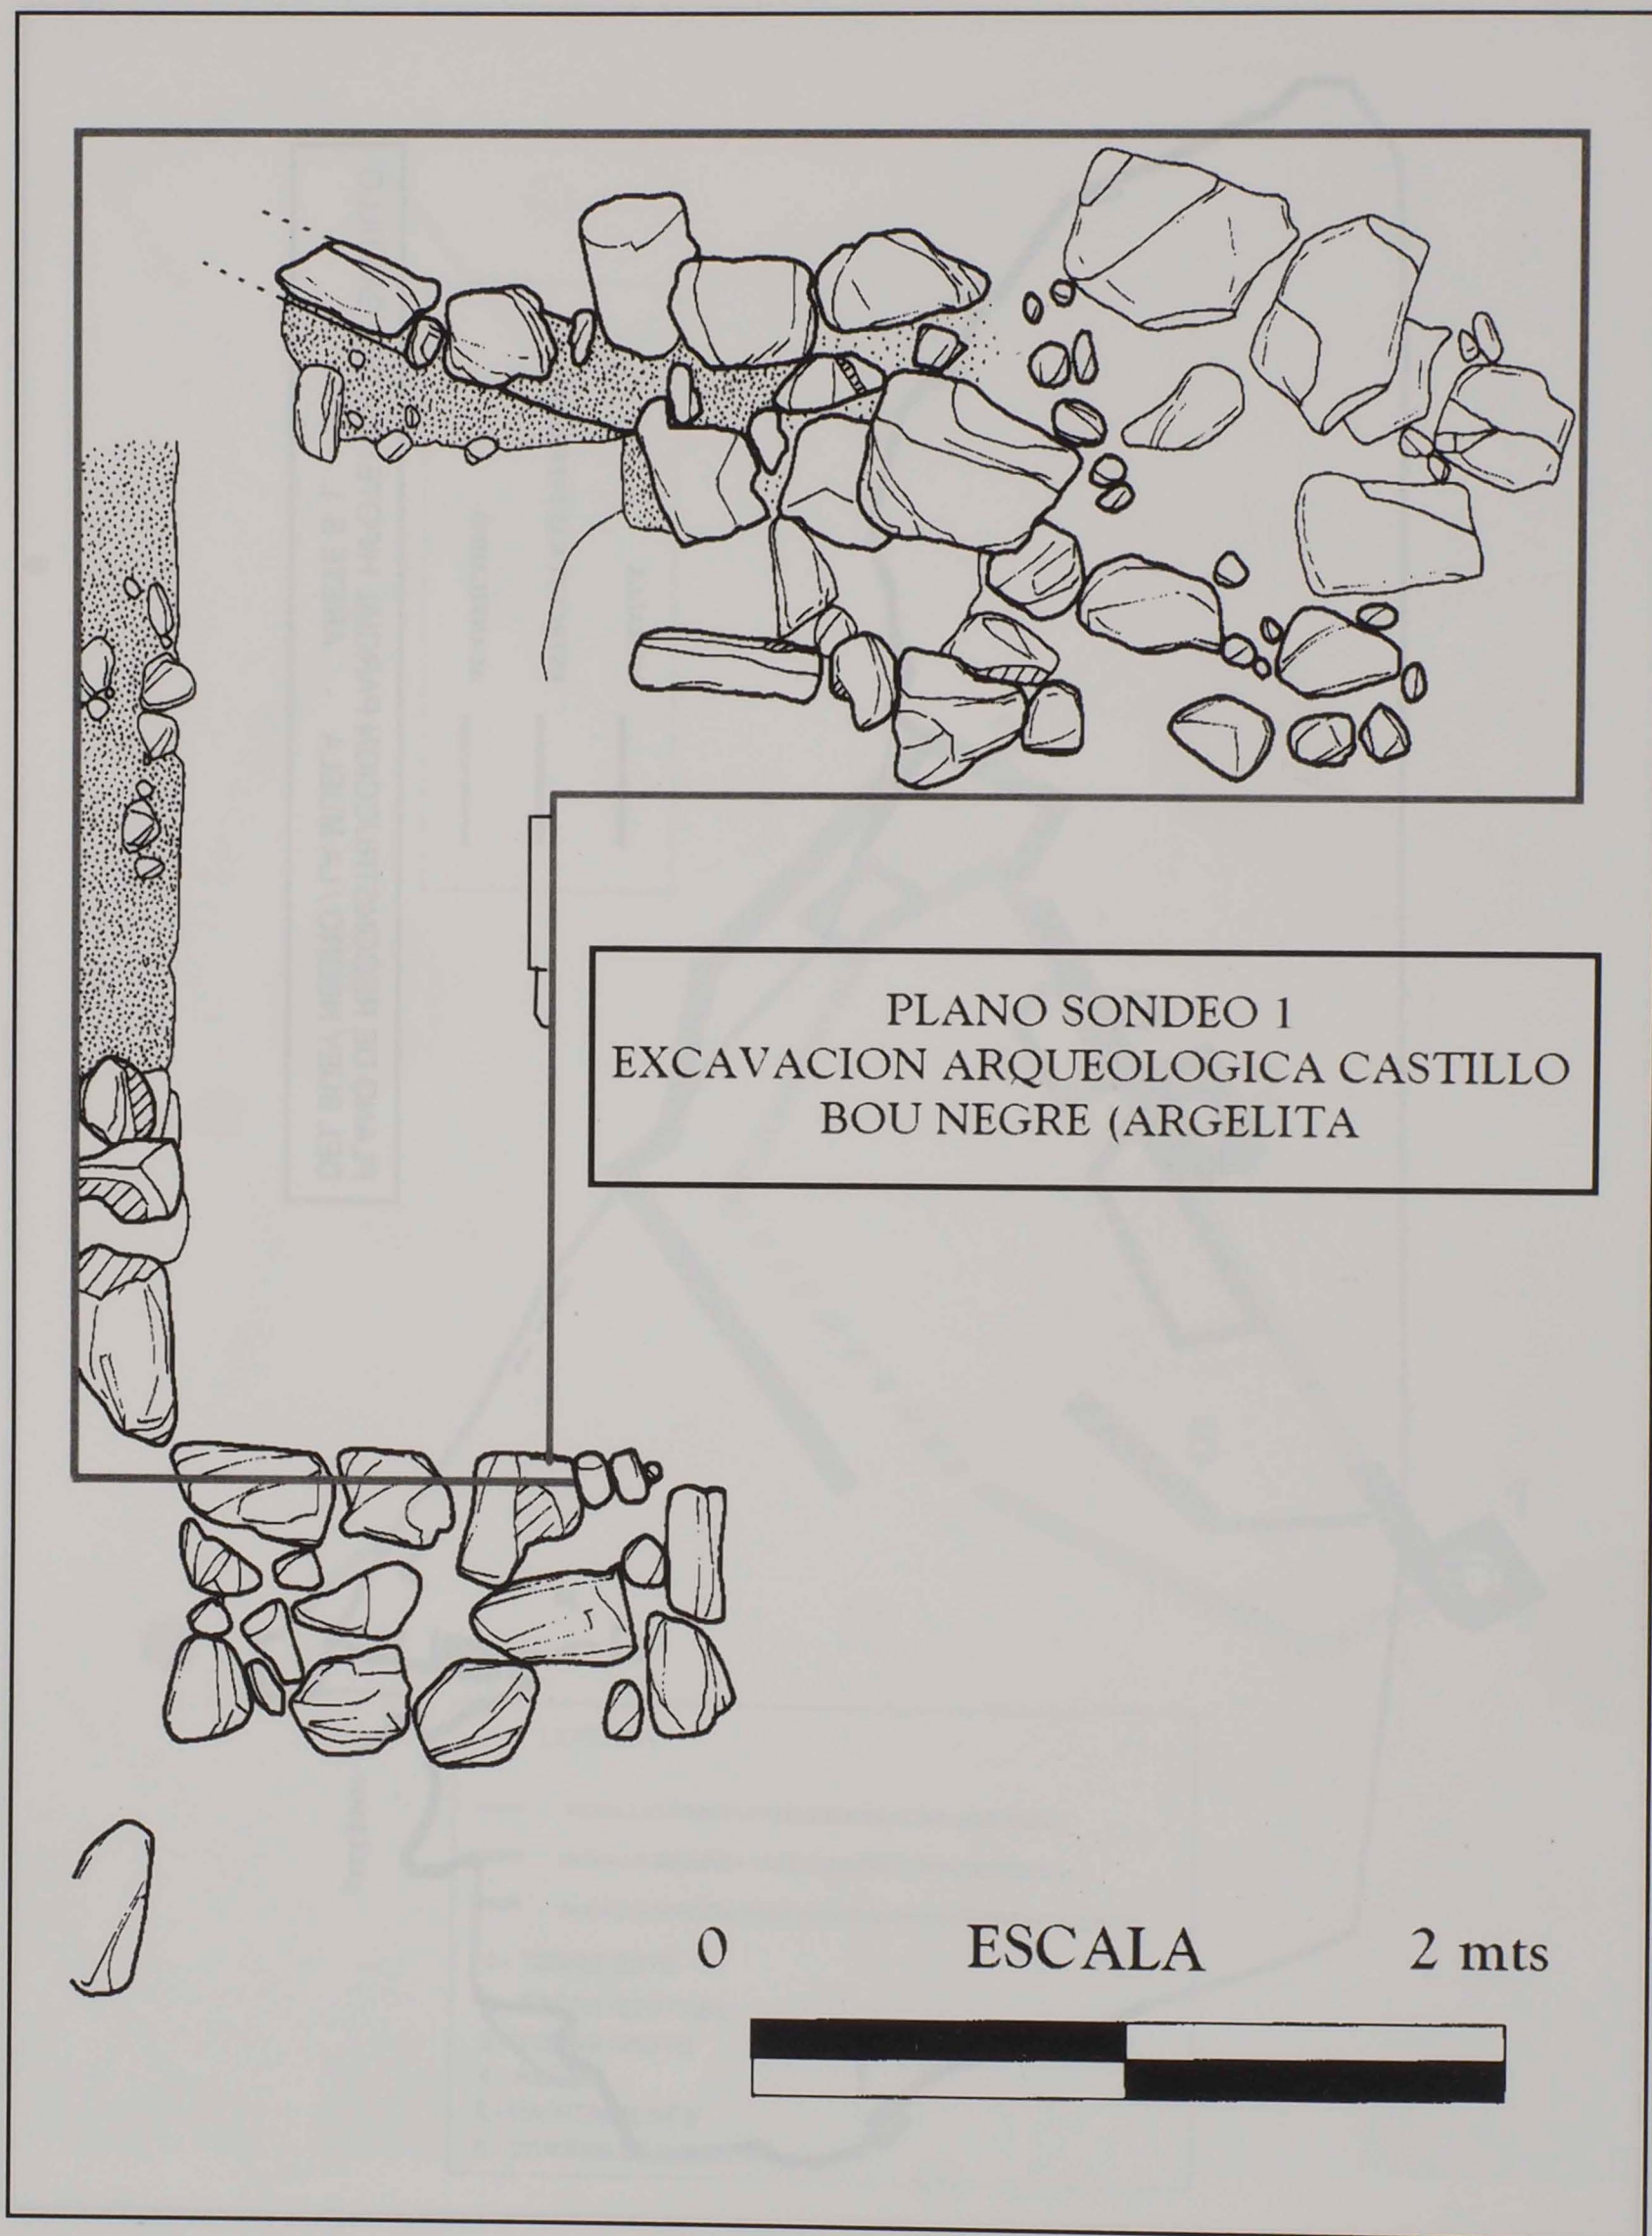 PLANO SONDEO 1
EXCAVACION ARQUEOLOGICA CASTILLO
BOU NEGRE (ARGELITA
0 ESCALA 2 mts